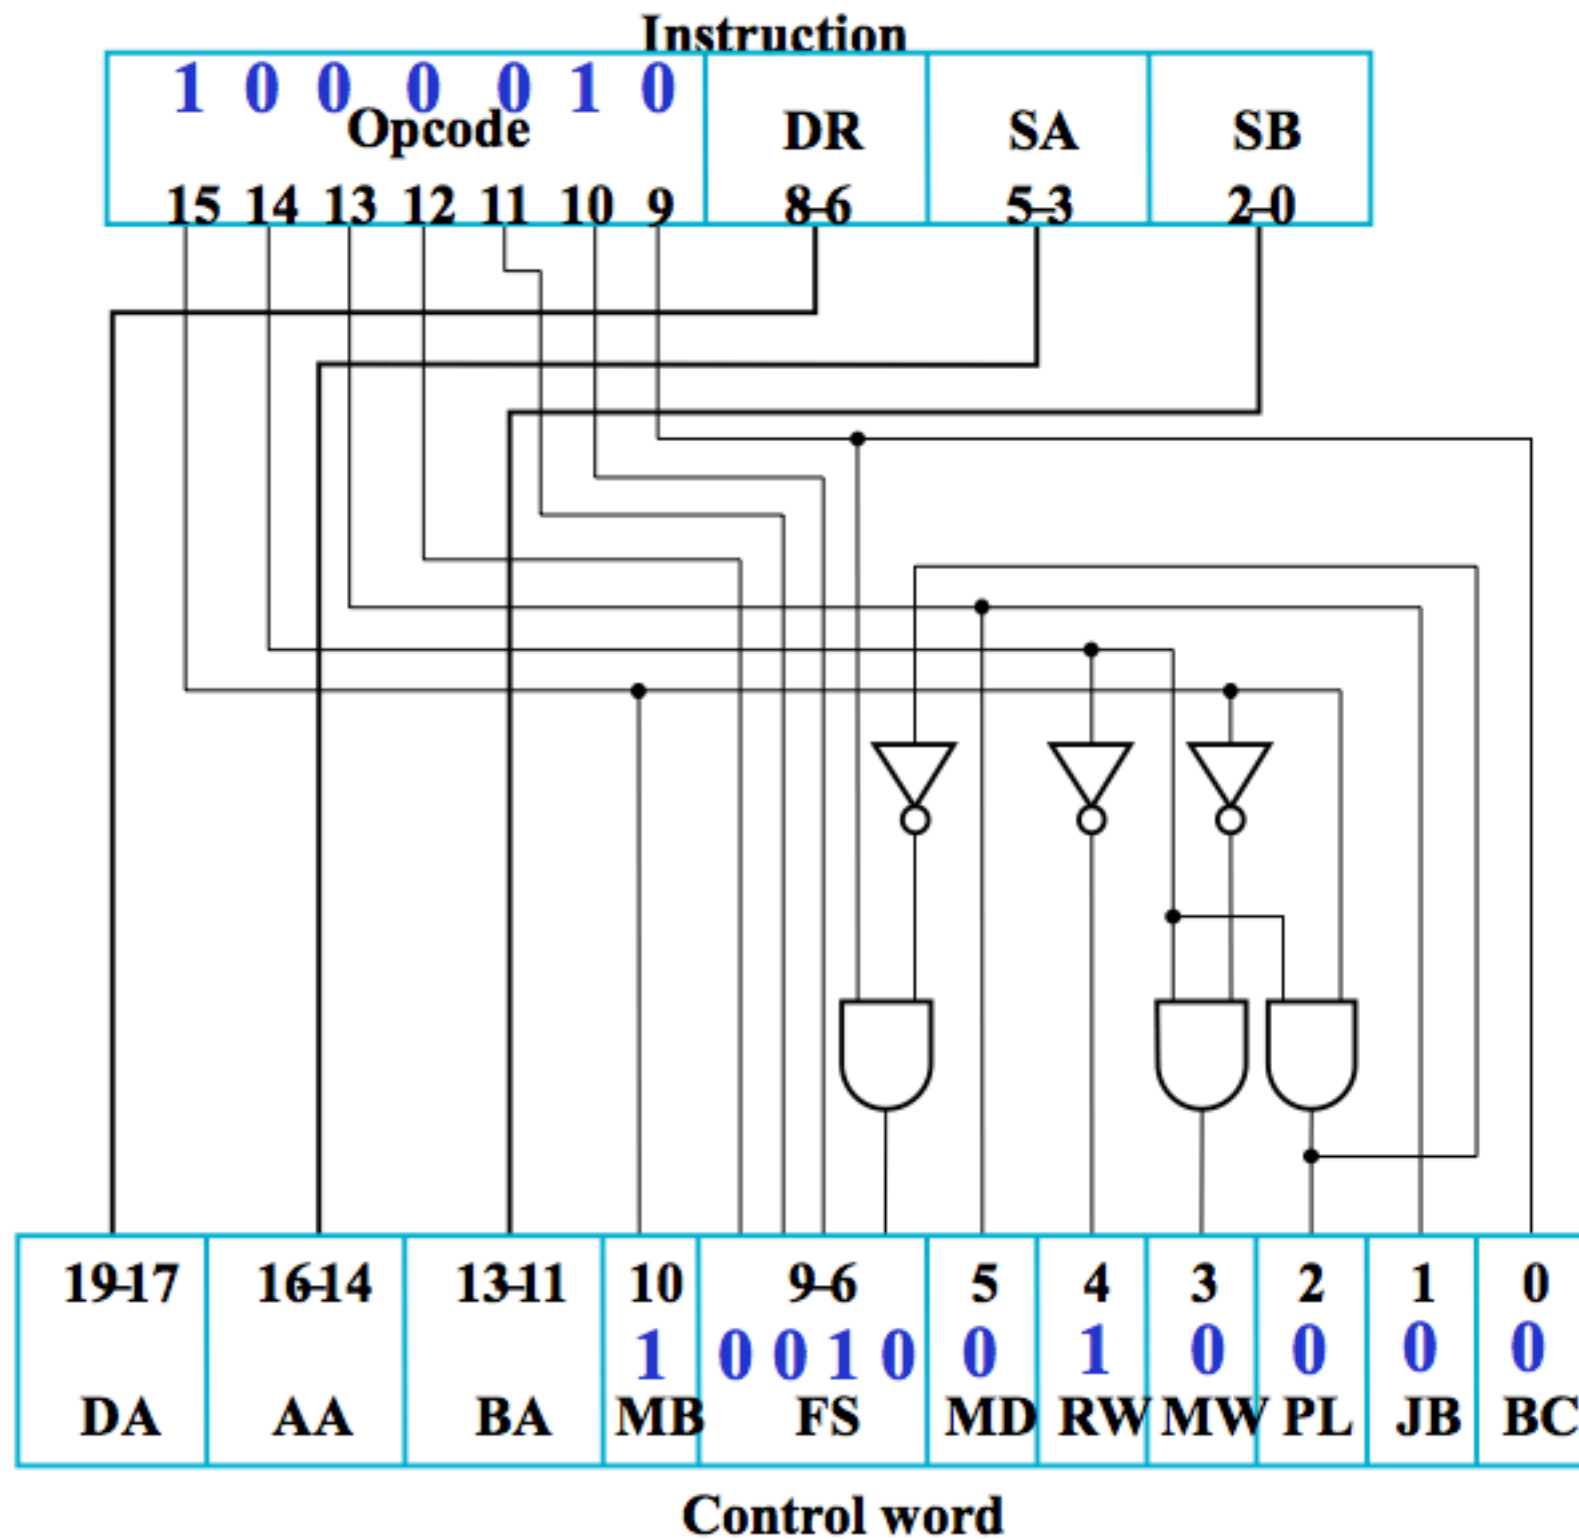 Instruction
1 0 0 0 0 1 0
Opcode DR SA SB
15 14 13 12 11 10 9 8-6 5-3 2-0
19-17 16-14 13-11 10 9-6 5 4 3 2 1 0
1 0 0 1 0 0 1 0 0 0 0
DA AA BA MB FS MD RW MW PL JB BC
Control word